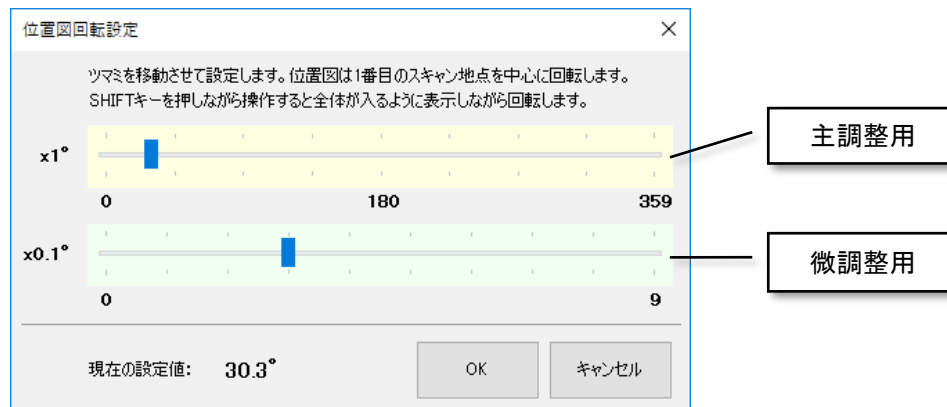 位置図回転設定
ツマミを移動させて設定します。位置図は1番目のスキャン地点を中心に回転します。
SHIFTキーを押しながら操作すると全体が入るように表示しながら回転します。
x1°
0 180 359
主調整用
x0.1°
0 9
微調整用
現在の設定値: 30.3° OK キャンセル